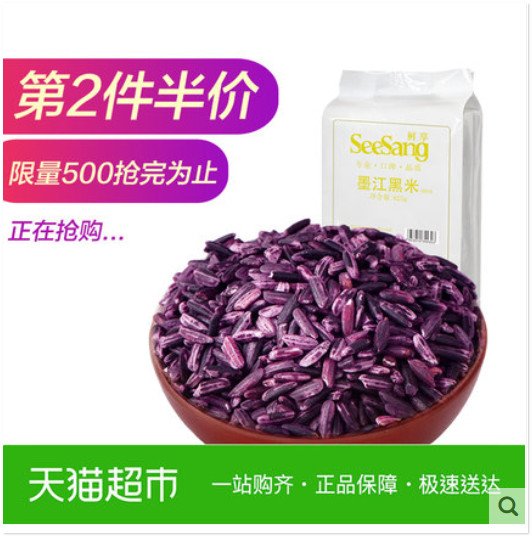 第2件半价
限量500抢完为止
正在抢购...
鲜享
SeeSang
墨江黑米
天猫超市
一站购齐·正品保障·极速送达